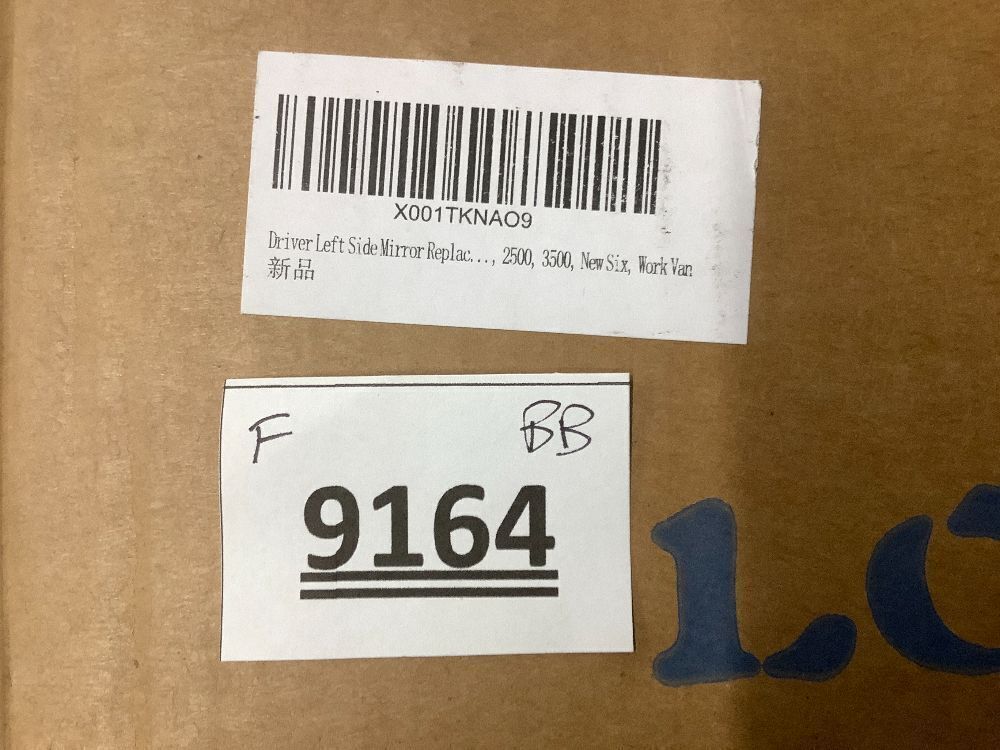 X001TKNAO9
Driver Left Side Mirror Replac..., 2500, 3500, New Six, Work Van
新品
F BB
9164